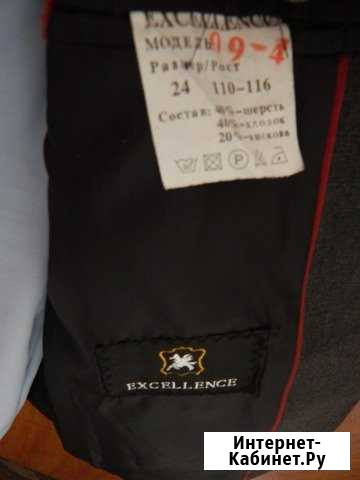 EXCELLENCE
МОДЕЛЬ 19-4
Размер/Рост
24 110-116
Состав: 40%-шерсть
40%-хлопок
20%-вискоза
P
EXCELLENCE
Интернет-
Кабинет.Ру